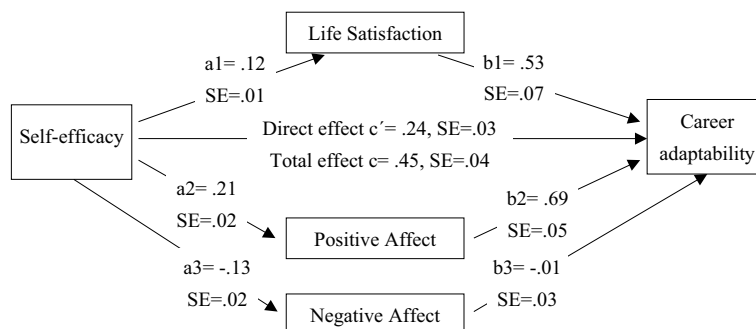 Life Satisfaction
a1= .12
SE=.01
b1= .53
SE=.07
Self-efficacy
Direct effect c´= .24, SE=.03
Total effect c= .45, SE=.04
Career
adaptability
a2= .21
SE=.02
Positive Affect
b2= .69
SE=.05
a3= -.13
SE=.02
Negative Affect
b3= -.01
SE=.03